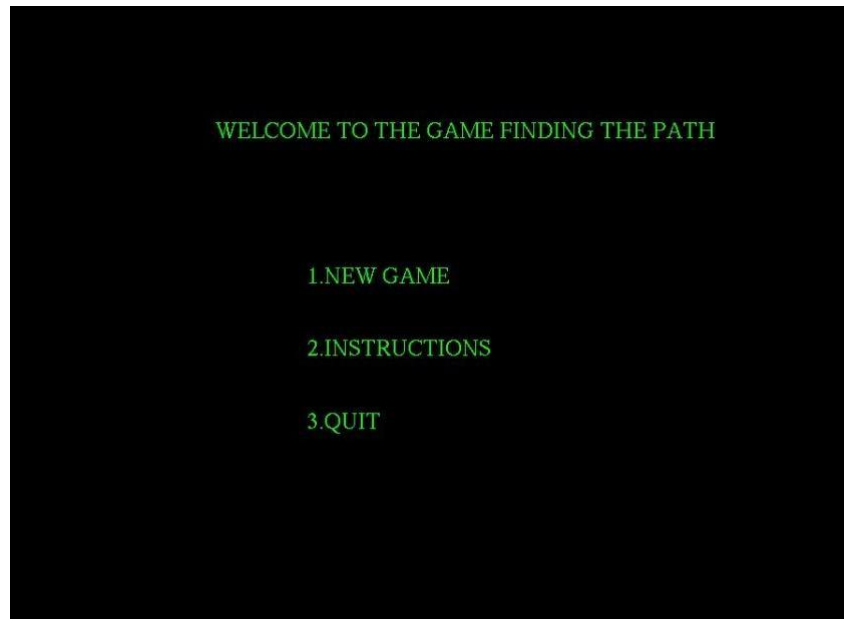 WELCOME TO THE GAME FINDING THE PATH
1.NEW GAME
2.INSTRUCTIONS
3.QUIT